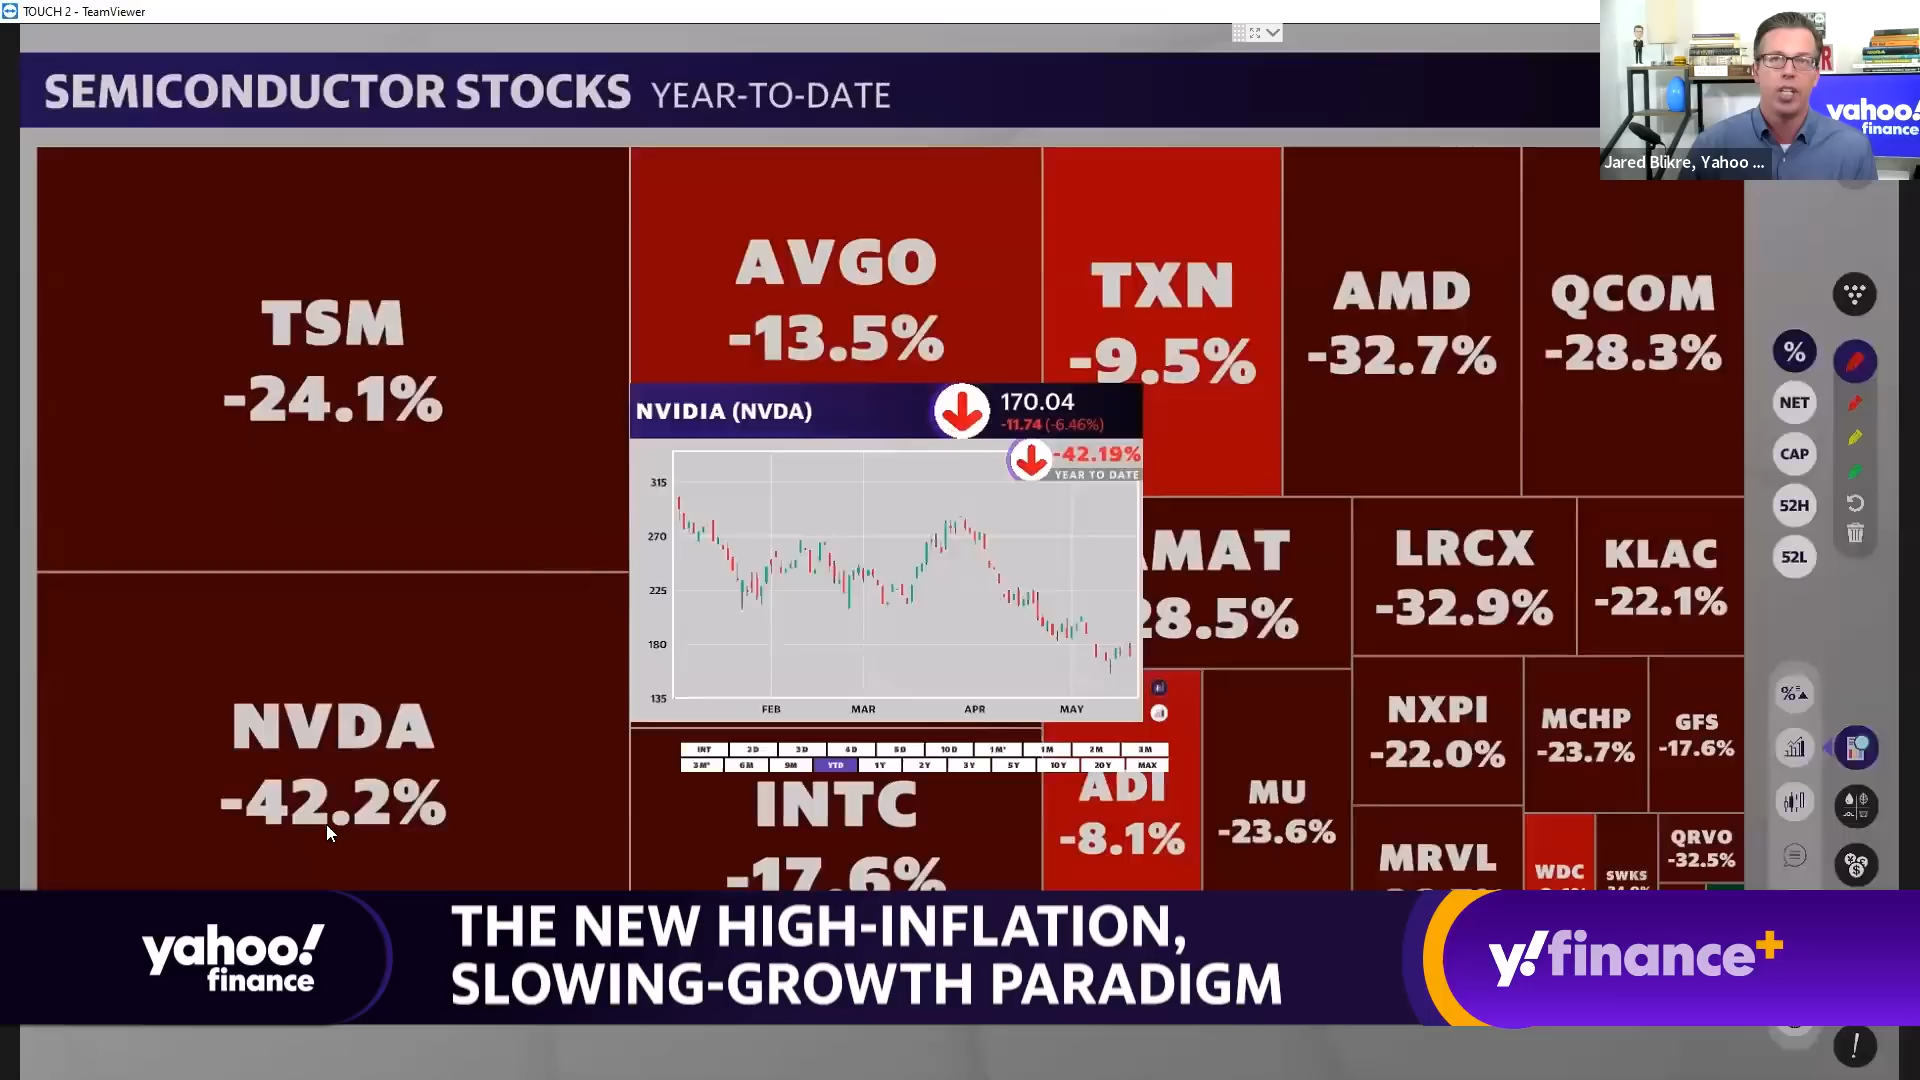 TOUCH 2 - TeamViewer
SEMICONDUCTOR STOCKS YEAR-TO-DATE
yahoo!
finance
Jared Blikre, Yahoo ...
TSM
-24.1%
AVGO
-13.5%
TXN
-9.5%
AMD
-32.7%
QCOM
-28.3%
NVIDIA (NVDA)
170.04
-11.74 (-6.46%)
-42.19%
YEAR TO DATE
315
270
225
180
135
FEB MAR APR MAY
INT 2D 3D 4D 5D 10D 1M* 1M 2M 3M
3M* 6M 9M YTD 1Y 2Y 3Y 5Y 10Y 20Y MAX
MAT
28.5%
LRCX
-32.9%
KLAC
-22.1%
NVDA
-42.2%
INTC
-17.6%
ADI
-8.1%
MU
-23.6%
NXPI
-22.0%
MCHP
-23.7%
GFS
-17.6%
MRVL
WDC
SWKS
QRVO
-32.5%
%
NET
CAP
52H
52L
yahoo!
finance
THE NEW HIGH-INFLATION,
SLOWING-GROWTH PARADIGM
y!finance+